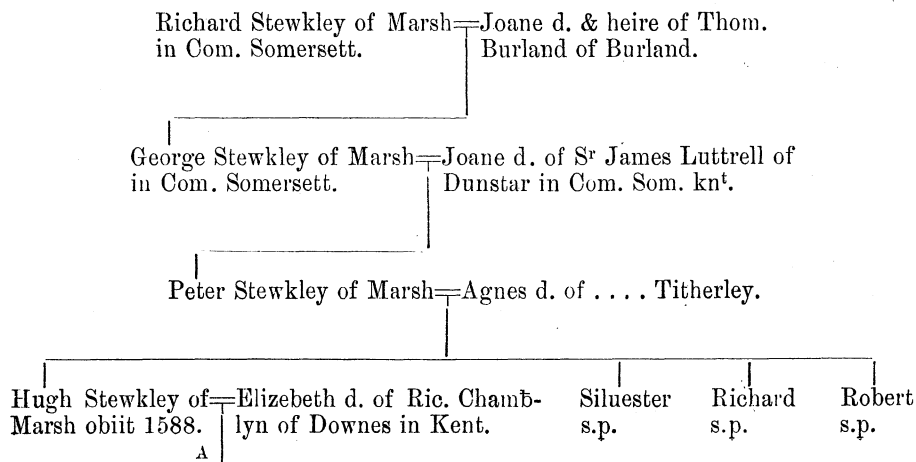 Richard Stewkley of Marsh=Joane d. & heire of Thom.
in Com. Somersett. Burland of Burland.
George Stewkley of Marsh=Joane d. of Sʳ James Luttrell of
in Com. Somersett. Dunstar in Com. Som. knᵗ.
Peter Stewkley of Marsh=Agnes d. of . . . . Titherley.
Hugh Stewkley of=Elizebeth d. of Ric. Chamƀ-
Marsh obiit 1588. lyn of Downes in Kent.
A
Siluester
s.p.
Richard
s.p.
Robert
s.p.